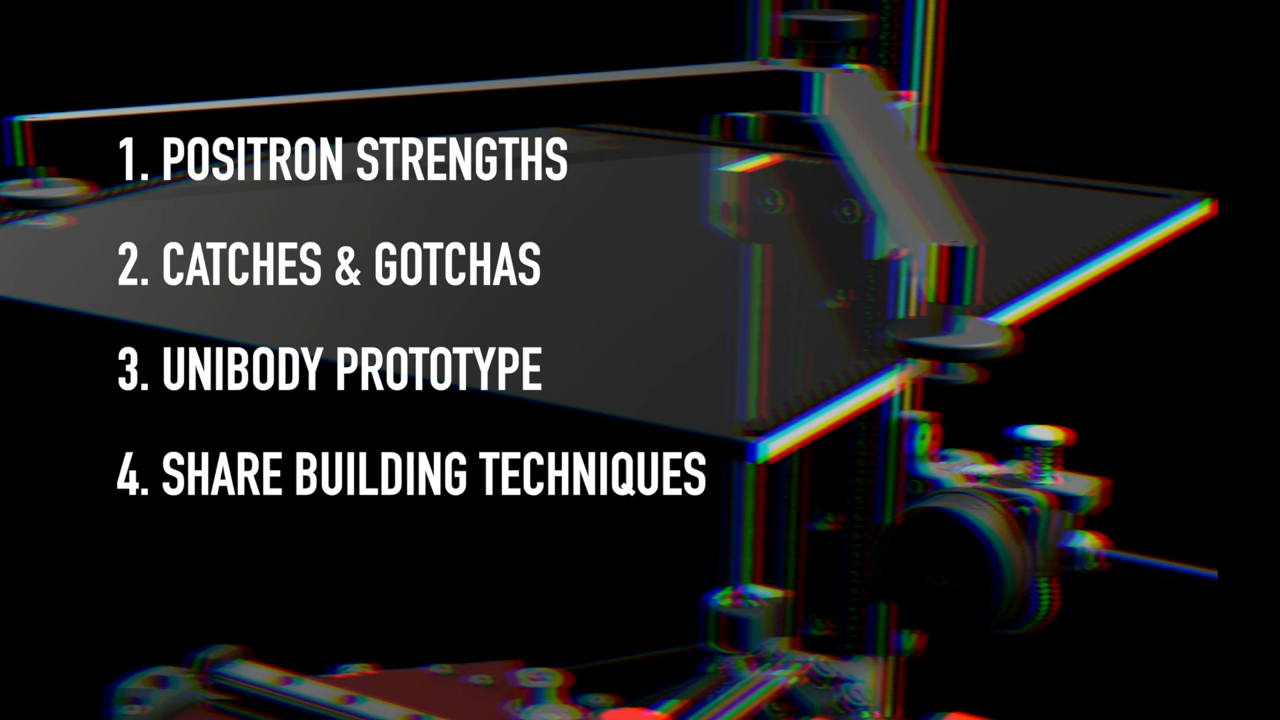 1. POSITRON STRENGTHS
2. CATCHES & GOTCHAS
3. UNIBODY PROTOTYPE
4. SHARE BUILDING TECHNIQUES